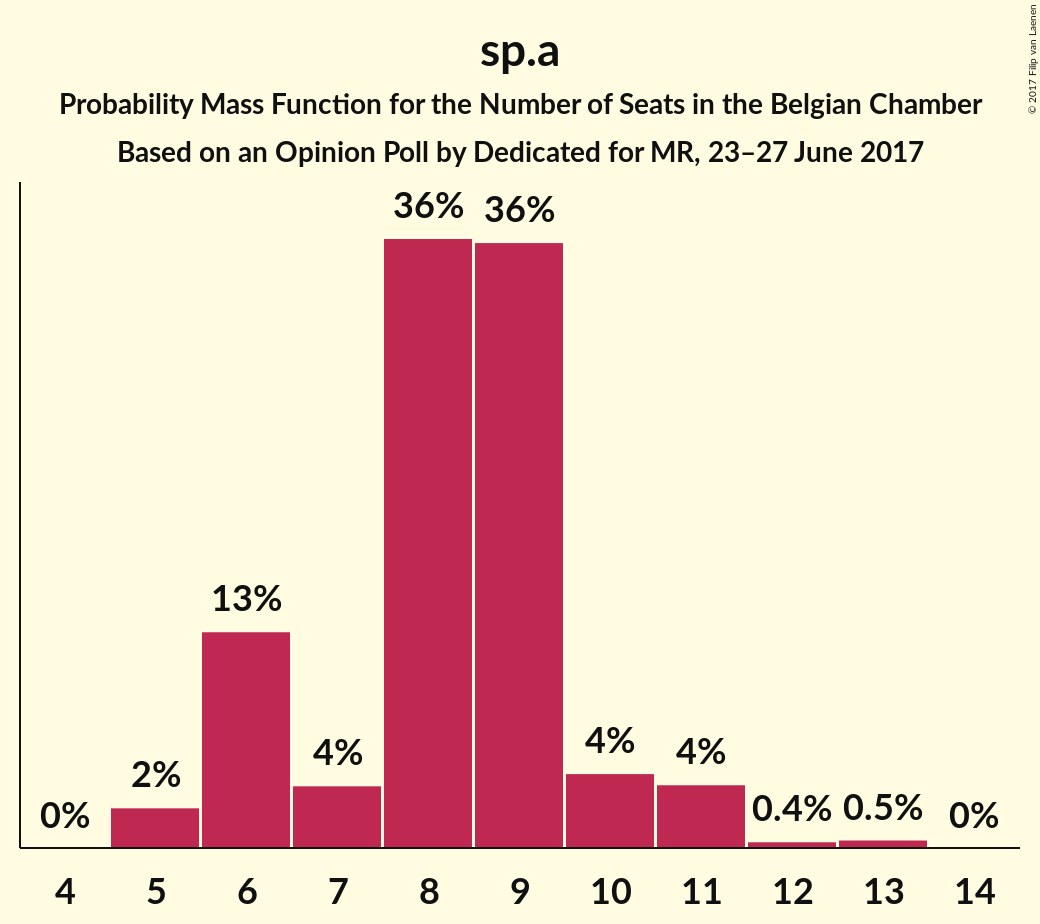 sp.a
Probability Mass Function for the Number of Seats in the Belgian Chamber
Based on an Opinion Poll by Dedicated for MR, 23–27 June 2017
0% 2% 13% 4% 36% 36% 4% 4% 0.4% 0.5% 0%
4 5 6 7 8 9 10 11 12 13 14
© 2017 Filip van Laenen